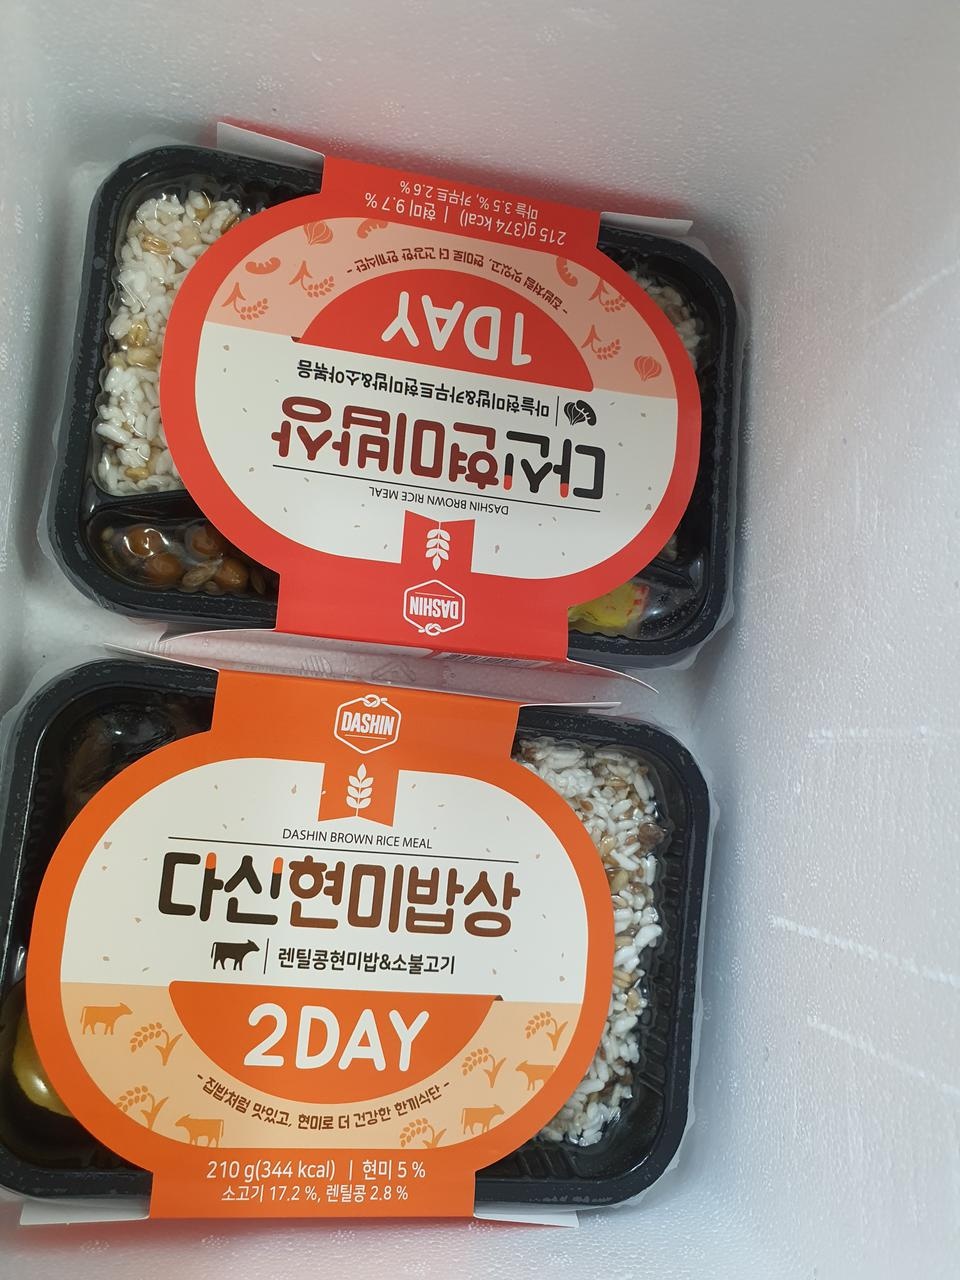 DASHIN
DASHIN BROWN RICE MEAL
다신현미밥상
마늘현미밥&카무트현미밥&소야볶음
1DAY
- 집밥처럼 맛있고, 현미로 더 건강한 한끼식단 -
215 g(374 kcal) | 현미 9.7 %
마늘 3.5 %, 카무트 2.6 %
DASHIN
DASHIN BROWN RICE MEAL
다신현미밥상
렌틸콩현미밥&소불고기
2DAY
- 집밥처럼 맛있고, 현미로 더 건강한 한끼식단 -
210 g(344 kcal) | 현미 5 %
소고기 17.2 %, 렌틸콩 2.8 %